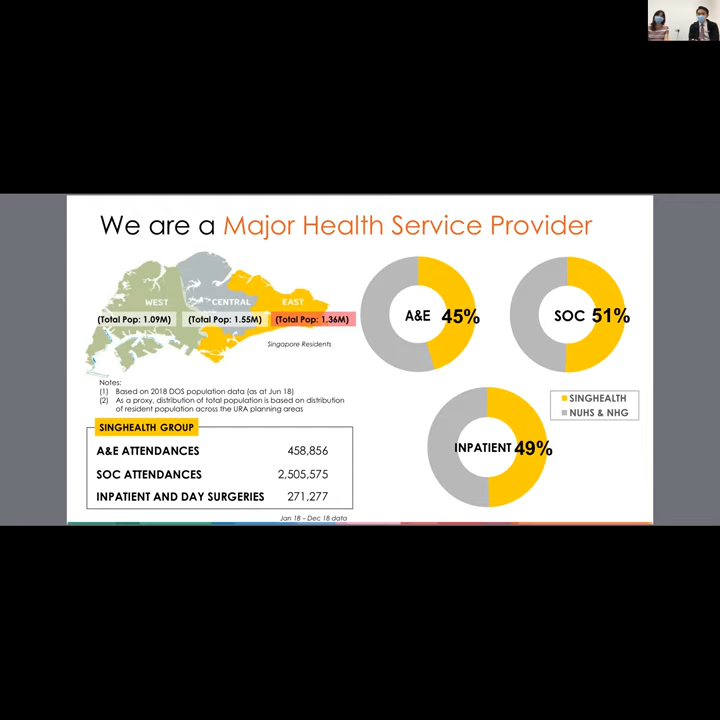 We are a Major Health Service Provider
WEST
CENTRAL
EAST
(Total Pop: 1.09M)
(Total Pop: 1.55M)
(Total Pop: 1.36M)
Singapore Residents
Notes:
(1) Based on 2018 DOS population data (as at Jun 18)
(2) As a proxy, distribution of total population is based on distribution
of resident population across the URA planning areas
SINGHEALTH GROUP
A&E ATTENDANCES 458,856
SOC ATTENDANCES 2,505,575
INPATIENT AND DAY SURGERIES 271,277
Jan 18 – Dec 18 data
A&E 45%
SOC 51%
INPATIENT 49%
SINGHEALTH
NUHS & NHG